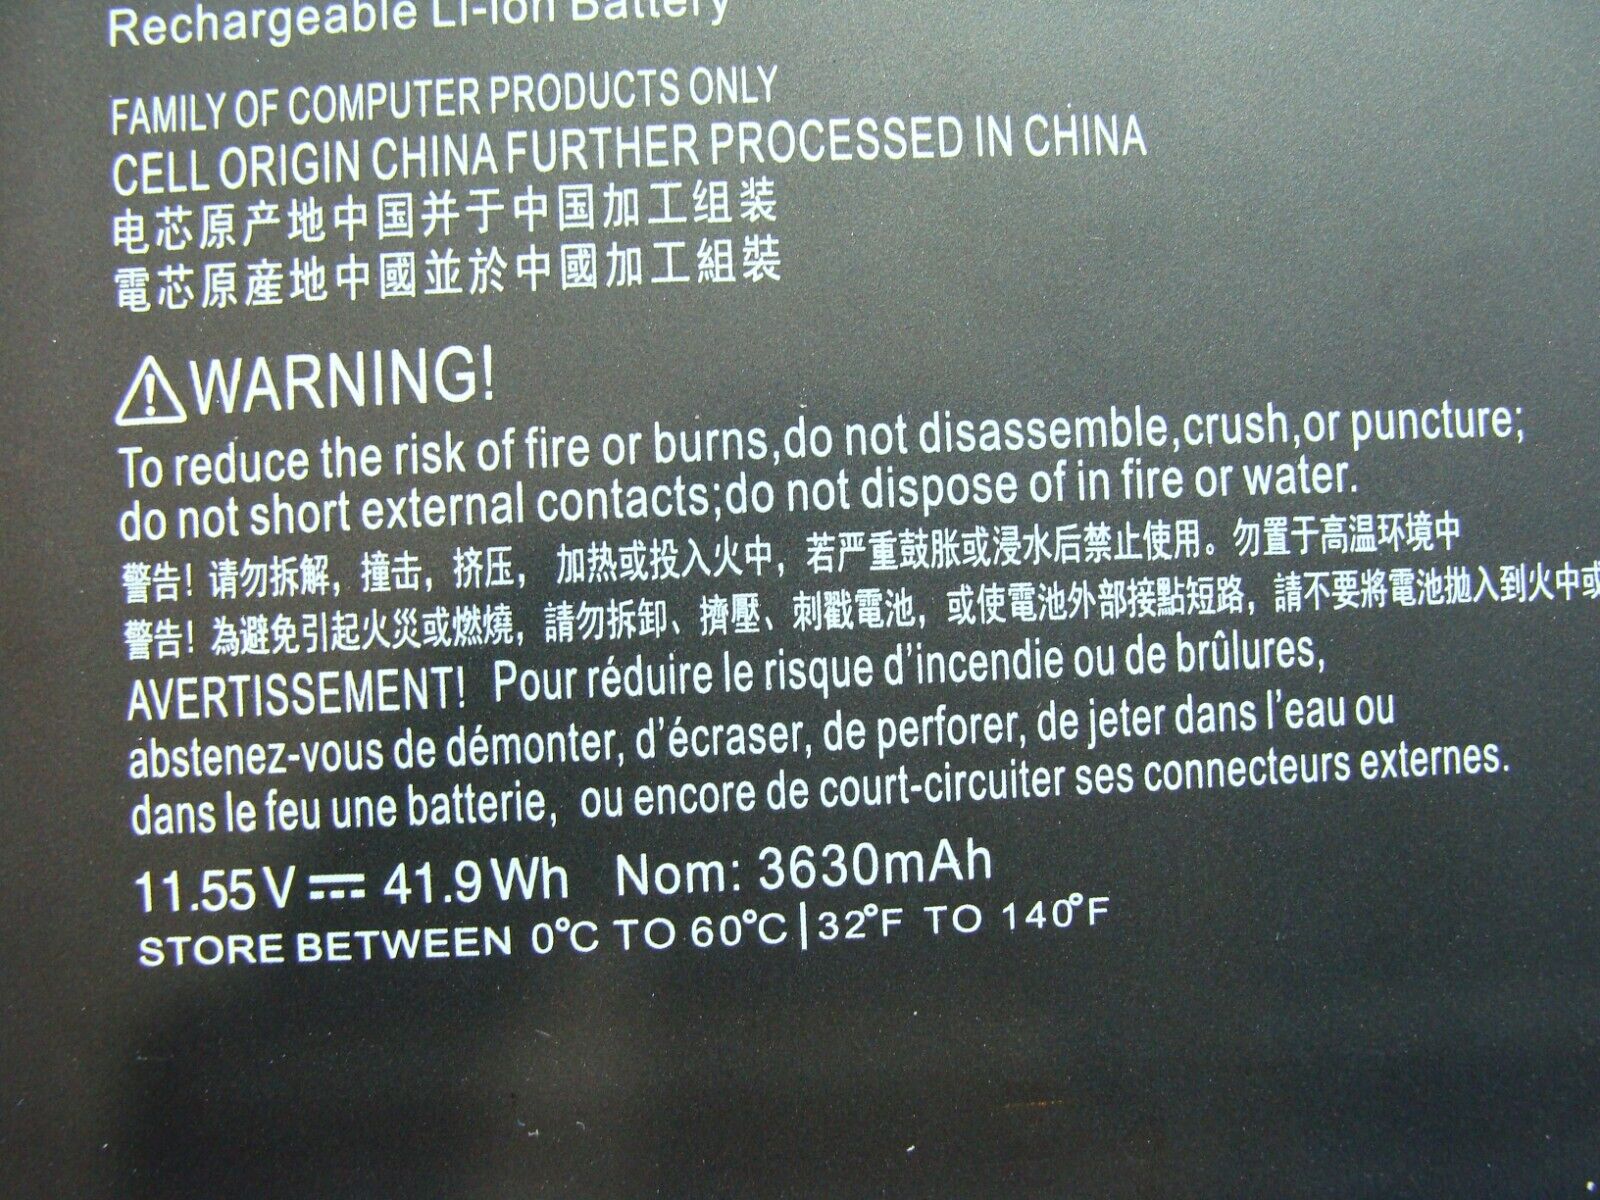 Rechargeable Li-Ion Battery
FAMILY OF COMPUTER PRODUCTS ONLY
CELL ORIGIN CHINA FURTHER PROCESSED IN CHINA
电芯原产地中国并于中国加工组装
電芯原産地中國並於中國加工組裝
⚠WARNING!
To reduce the risk of fire or burns,do not disassemble,crush,or puncture;
do not short external contacts;do not dispose of in fire or water.
警告! 请勿拆解, 撞击, 挤压, 加热或投入火中, 若严重鼓胀或浸水后禁止使用。勿置于高温环境中
警告! 為避免引起火災或燃燒, 請勿拆卸、擠壓、刺戳電池, 或使電池外部接點短路, 請不要將電池拋入到火中或
AVERTISSEMENT! Pour réduire le risque d'incendie ou de brûlures,
abstenez-vous de démonter, d'écraser, de perforer, de jeter dans l'eau ou
dans le feu une batterie, ou encore de court-circuiter ses connecteurs externes.
11.55V ⎓ 41.9Wh Nom: 3630mAh
STORE BETWEEN 0°C TO 60°C|32°F TO 140°F